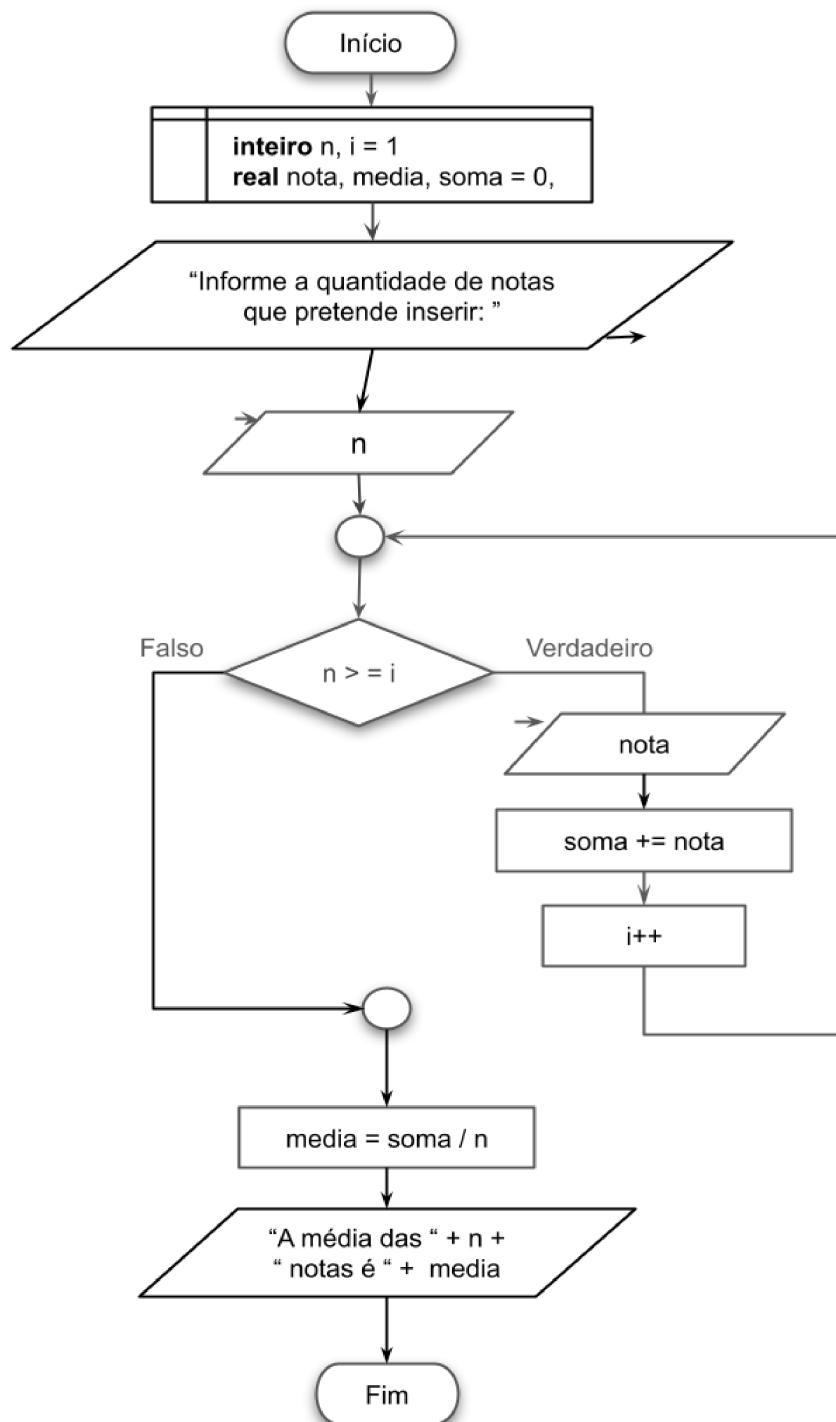 Início
inteiro n, i = 1
real nota, media, soma = 0,
“Informe a quantidade de notas
que pretende inserir: ”
n
Falso
Verdadeiro
n > = i
nota
soma += nota
i++
media = soma / n
“A média das “ + n +
“ notas é “ + media
Fim